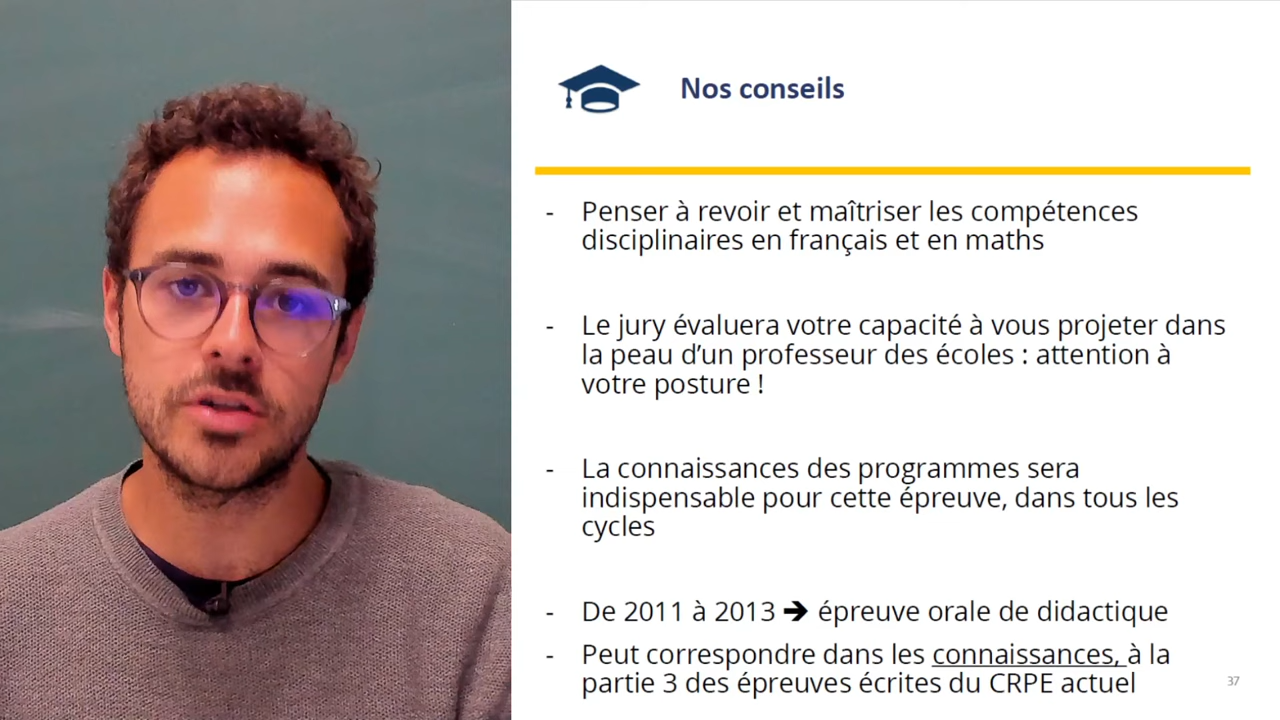 Nos conseils
- Penser à revoir et maîtriser les compétences
disciplinaires en français et en maths
- Le jury évaluera votre capacité à vous projeter dans
la peau d’un professeur des écoles : attention à
votre posture !
- La connaissances des programmes sera
indispensable pour cette épreuve, dans tous les
cycles
- De 2011 à 2013 🡺 épreuve orale de didactique
- Peut correspondre dans les connaissances, à la
partie 3 des épreuves écrites du CRPE actuel
37